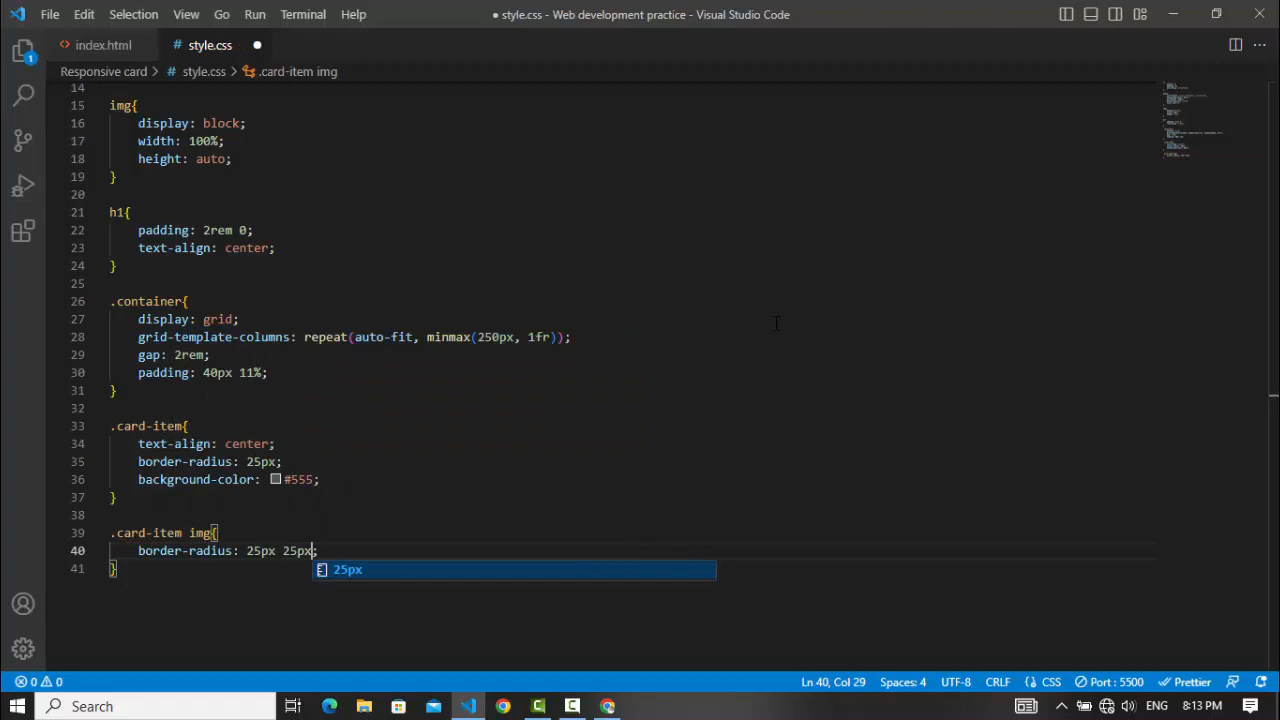 File Edit Selection View Go Run Terminal Help ● style.css - Web development practice - Visual Studio Code
index.html # style.css
Responsive card > # style.css > .card-item img
14
15 img{
16 display: block;
17 width: 100%;
18 height: auto;
19 }
20
21 h1{
22 padding: 2rem 0;
23 text-align: center;
24 }
25
26 .container{
27 display: grid;
28 grid-template-columns: repeat(auto-fit, minmax(250px, 1fr));
29 gap: 2rem;
30 padding: 40px 11%;
31 }
32
33 .card-item{
34 text-align: center;
35 border-radius: 25px;
36 background-color: #555;
37 }
38
39 .card-item img{
40 border-radius: 25px 25px;
41 }
25px
1
0 0 Ln 40, Col 29 Spaces: 4 UTF-8 CRLF {} CSS Port : 5500 Prettier
Search ENG 8:13 PM